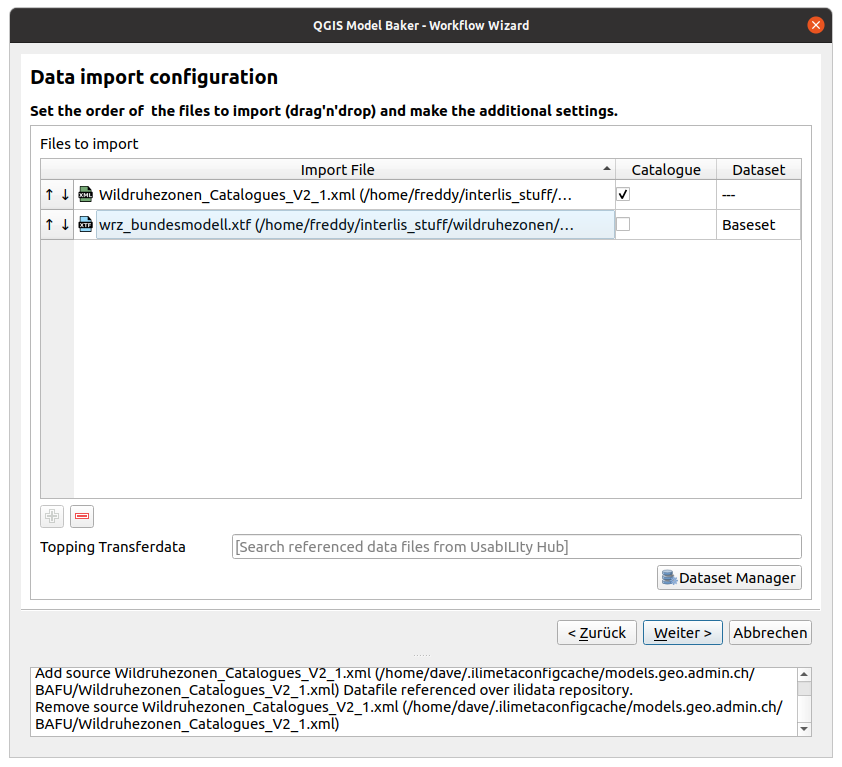 QGIS Model Baker - Workflow Wizard
Data import configuration
Set the order of  the files to import (drag'n'drop) and make the additional settings.
Files to import
Import File Catalogue Dataset
↑ ↓ XML Wildruhezonen_Catalogues_V2_1.xml (/home/freddy/interlis_stuff/… ---
↑ ↓ XTF wrz_bundesmodell.xtf (/home/freddy/interlis_stuff/wildruhezonen/… Baseset
Topping Transferdata [Search referenced data files from UsabILIty Hub]
Dataset Manager
< Zurück Weiter > Abbrechen
Add source Wildruhezonen_Catalogues_V2_1.xml (/home/dave/.ilimetaconfigcache/models.geo.admin.ch/
BAFU/Wildruhezonen_Catalogues_V2_1.xml) Datafile referenced over ilidata repository.
Remove source Wildruhezonen_Catalogues_V2_1.xml (/home/dave/.ilimetaconfigcache/models.geo.admin.ch/
BAFU/Wildruhezonen_Catalogues_V2_1.xml)